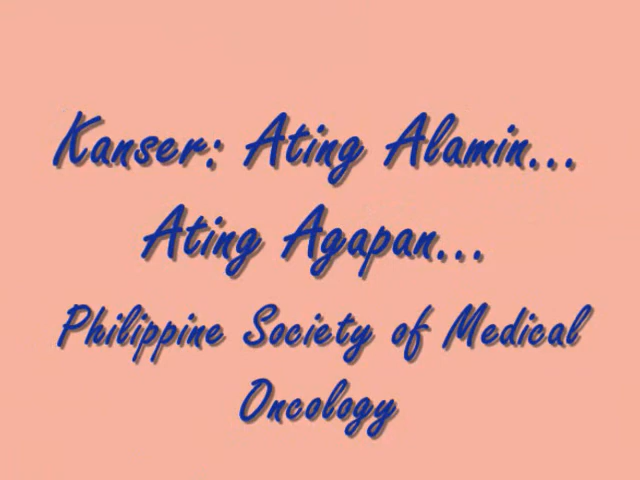 Kanser: Ating Alamin...
Ating Agapan...
Philippine Society of Medical
Oncology